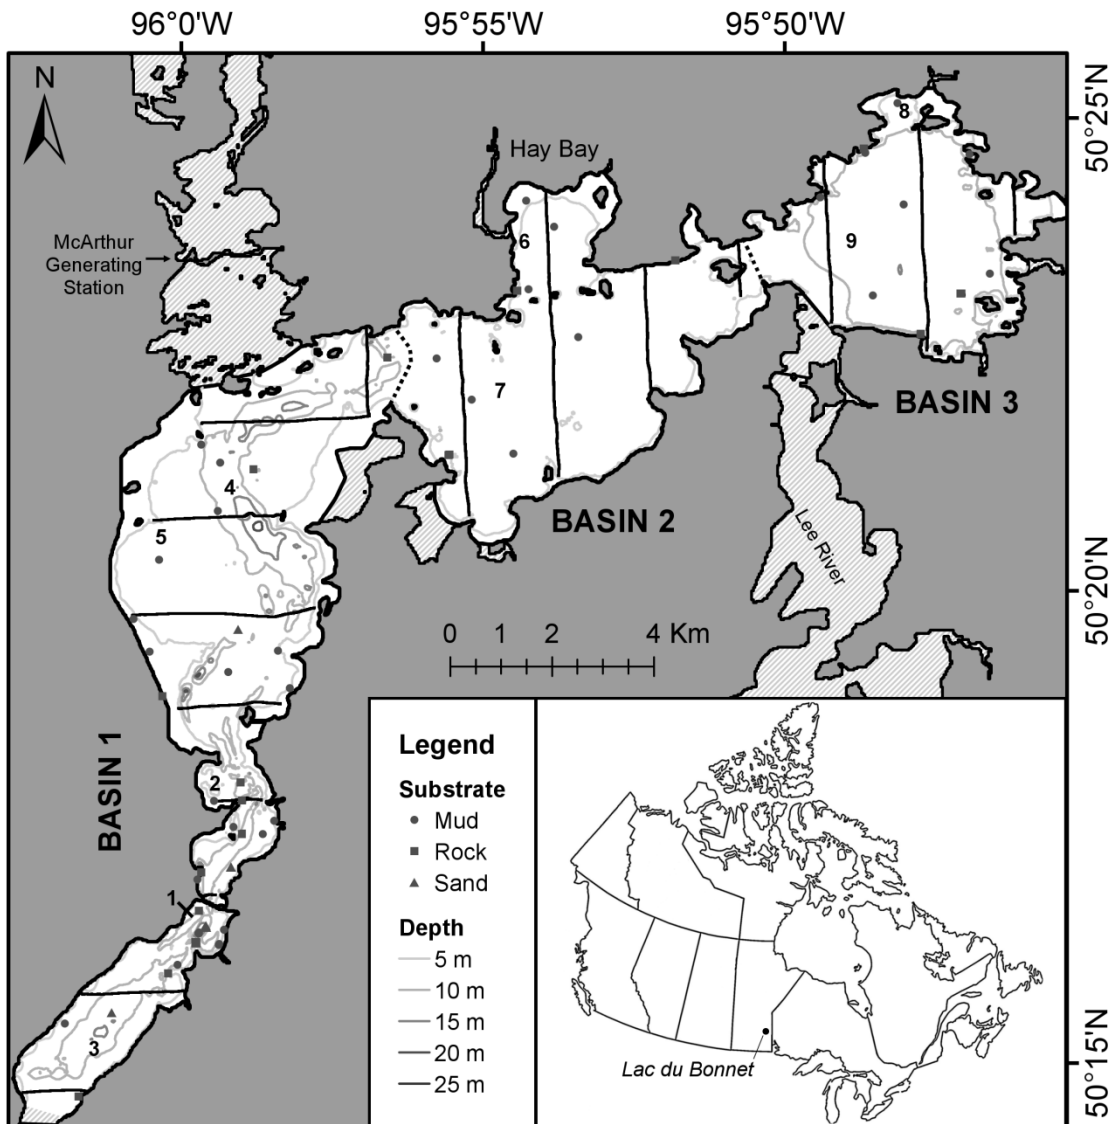 96°0'W
95°55'W
95°50'W
N
50°25'N
8
Hay Bay
6
9
McArthur
Generating
Station
7
BASIN 3
4
BASIN 2
5
Lee River
50°20'N
0 1 2 4 Km
BASIN 1
2
1
3
Legend
Substrate
Mud
Rock
Sand
Depth
5 m
10 m
15 m
20 m
25 m
Lac du Bonnet
50°15'N